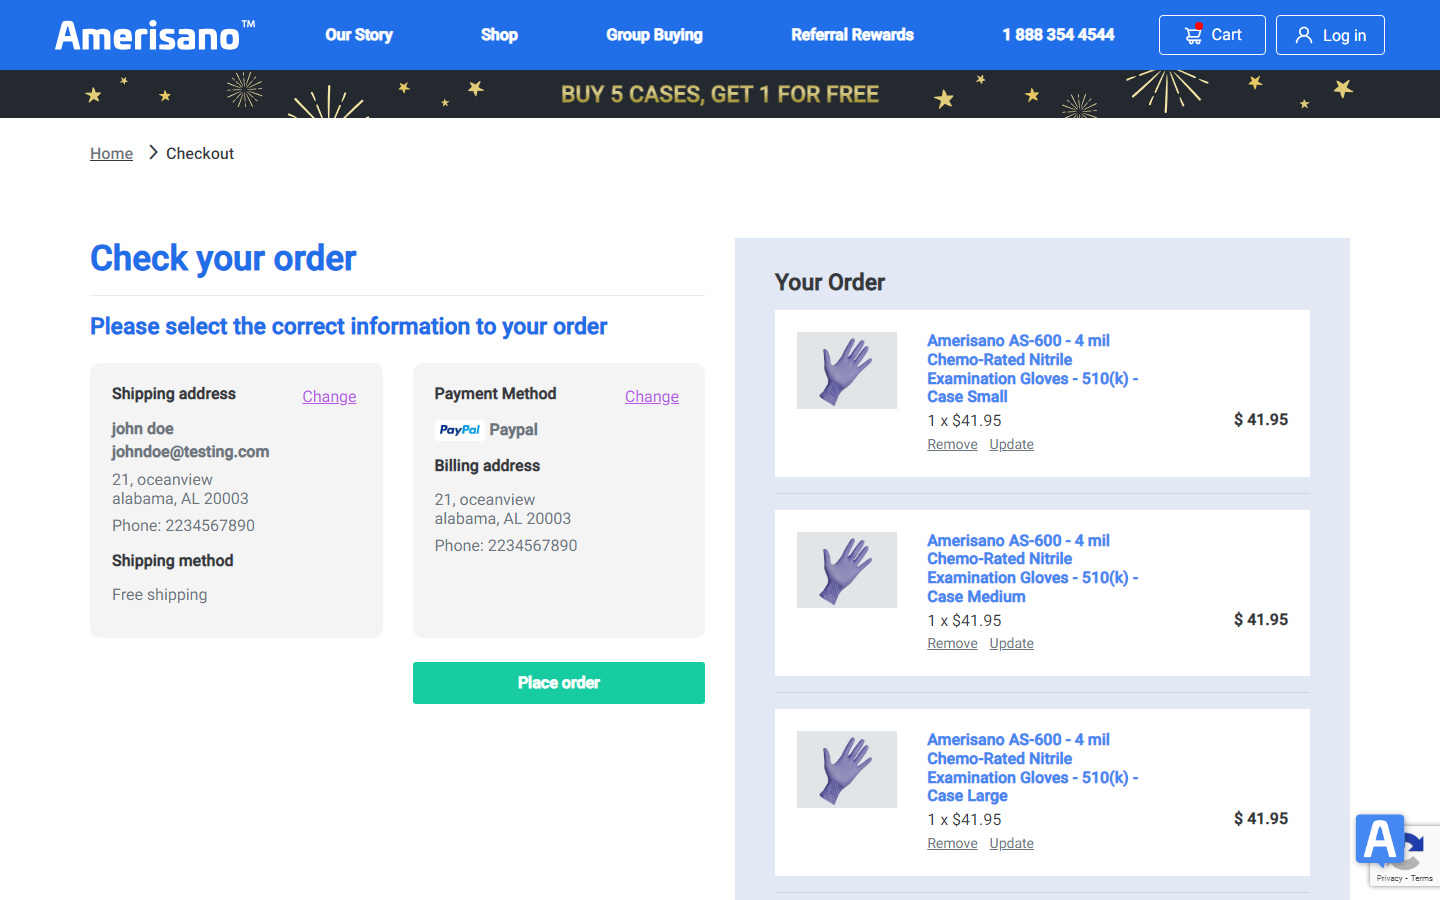 Amerisano™
Our Story
Shop
Group Buying
Referral Rewards
1 888 354 4544
Cart
Log in
BUY 5 CASES, GET 1 FOR FREE
Home
Checkout
Check your order
Please select the correct information to your order
Shipping address
Change
john doe
johndoe@testing.com
21, oceanview
alabama, AL 20003
Phone: 2234567890
Shipping method
Free shipping
Payment Method
Change
PayPal Paypal
Billing address
21, oceanview
alabama, AL 20003
Phone: 2234567890
Place order
Your Order
Amerisano AS-600 - 4 mil
Chemo-Rated Nitrile
Examination Gloves - 510(k) -
Case Small
1 x $41.95
$ 41.95
Remove Update
Amerisano AS-600 - 4 mil
Chemo-Rated Nitrile
Examination Gloves - 510(k) -
Case Medium
1 x $41.95
$ 41.95
Remove Update
Amerisano AS-600 - 4 mil
Chemo-Rated Nitrile
Examination Gloves - 510(k) -
Case Large
1 x $41.95
$ 41.95
Remove Update
A
Privacy - Terms